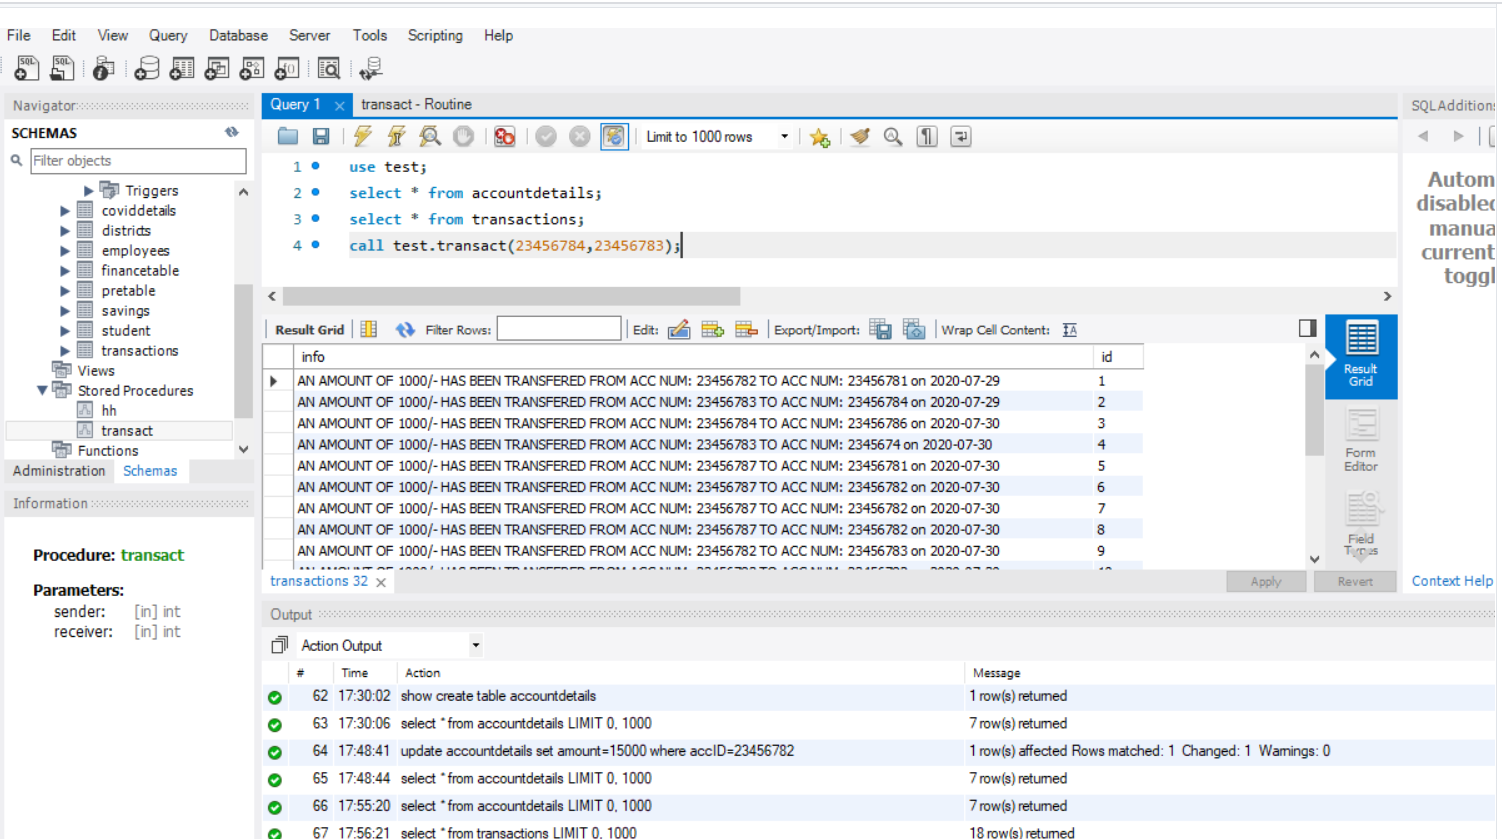 File Edit View Query Database Server Tools Scripting Help
Navigator
SCHEMAS
Filter objects
Triggers
coviddetails
districts
employees
financetable
pretable
savings
student
transactions
Views
Stored Procedures
hh
transact
Functions
Administration Schemas
Information
Procedure: transact
Parameters:
sender: [in] int
receiver: [in] int
Query 1 transact - Routine
Limit to 1000 rows
1 use test;
2 select * from accountdetails;
3 select * from transactions;
4 call test.transact(23456784,23456783);
Result Grid Filter Rows: Edit: Export/Import: Wrap Cell Content:
info id
AN AMOUNT OF 1000/- HAS BEEN TRANSFERED FROM ACC NUM: 23456782 TO ACC NUM: 23456781 on 2020-07-29 1
AN AMOUNT OF 1000/- HAS BEEN TRANSFERED FROM ACC NUM: 23456783 TO ACC NUM: 23456784 on 2020-07-29 2
AN AMOUNT OF 1000/- HAS BEEN TRANSFERED FROM ACC NUM: 23456784 TO ACC NUM: 23456786 on 2020-07-30 3
AN AMOUNT OF 1000/- HAS BEEN TRANSFERED FROM ACC NUM: 23456783 TO ACC NUM: 2345674 on 2020-07-30 4
AN AMOUNT OF 1000/- HAS BEEN TRANSFERED FROM ACC NUM: 23456787 TO ACC NUM: 23456781 on 2020-07-30 5
AN AMOUNT OF 1000/- HAS BEEN TRANSFERED FROM ACC NUM: 23456787 TO ACC NUM: 23456782 on 2020-07-30 6
AN AMOUNT OF 1000/- HAS BEEN TRANSFERED FROM ACC NUM: 23456787 TO ACC NUM: 23456782 on 2020-07-30 7
AN AMOUNT OF 1000/- HAS BEEN TRANSFERED FROM ACC NUM: 23456787 TO ACC NUM: 23456782 on 2020-07-30 8
AN AMOUNT OF 1000/- HAS BEEN TRANSFERED FROM ACC NUM: 23456782 TO ACC NUM: 23456783 on 2020-07-30 9
Result
Grid
Form
Editor
Field
Types
transactions 32 Apply Revert
Output
Action Output
# Time Action Message
62 17:30:02 show create table accountdetails 1 row(s) returned
63 17:30:06 select * from accountdetails LIMIT 0, 1000 7 row(s) returned
64 17:48:41 update accountdetails set amount=15000 where accID=23456782 1 row(s) affected Rows matched: 1 Changed: 1 Warnings: 0
65 17:48:44 select * from accountdetails LIMIT 0, 1000 7 row(s) returned
66 17:55:20 select * from accountdetails LIMIT 0, 1000 7 row(s) returned
67 17:56:21 select * from transactions LIMIT 0, 1000 18 row(s) returned
SQLAdditions
Autom
disabled
manua
current
toggl
Context Help